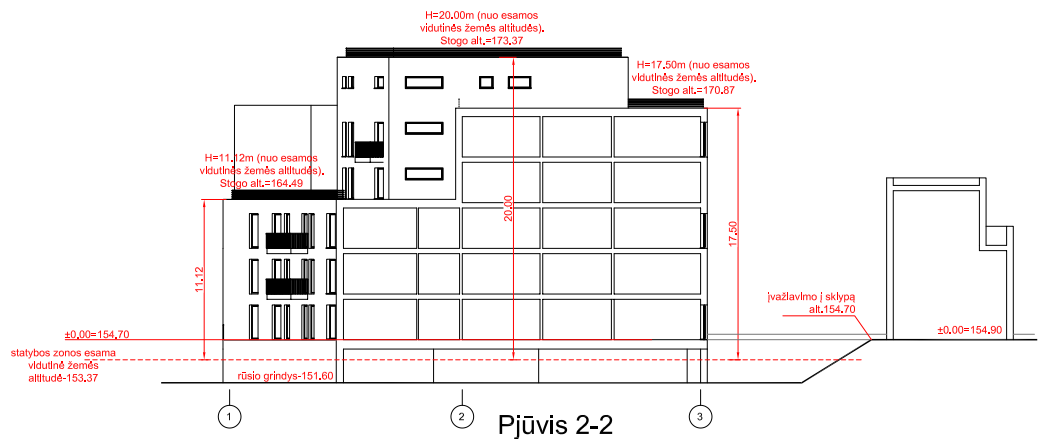 H=20.00m (nuo esamos
vidutinės žemės altitudės).
Stogo alt.=173.37
H=17.50m (nuo esamos
vidutinės žemės altitudės).
Stogo alt.=170.87
H=11.12m (nuo esamos
vidutinės žemės altitudės).
Stogo alt.=164.49
20.00
17.50
11.12
įvažiavimo į sklypą
alt.154.70
±0.00=154.70
±0.00=154.90
statybos zonos esama
vidutinė žemės
altitudė-153.37
rūsio grindys-151.60
1
2
3
Pjūvis 2-2